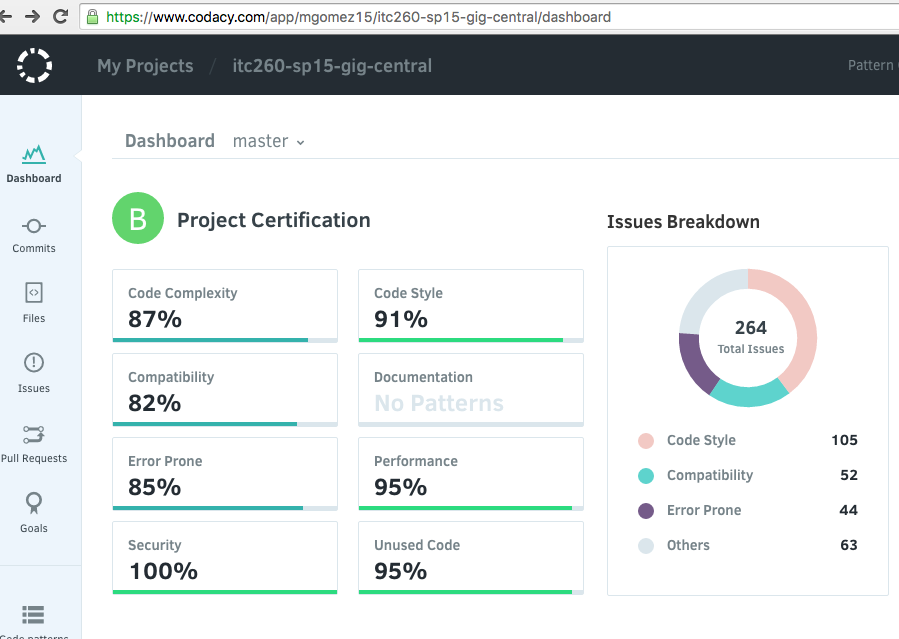 https://www.codacy.com/app/mgomez15/itc260-sp15-gig-central/dashboard
My Projects / itc260-sp15-gig-central
Pattern
Dashboard master
Dashboard
Commits
Files
Issues
Pull Requests
Goals
Code patterns
B Project Certification
Code Complexity
87%
Code Style
91%
Compatibility
82%
Documentation
No Patterns
Error Prone
85%
Performance
95%
Security
100%
Unused Code
95%
Issues Breakdown
264
Total Issues
Code Style 105
Compatibility 52
Error Prone 44
Others 63